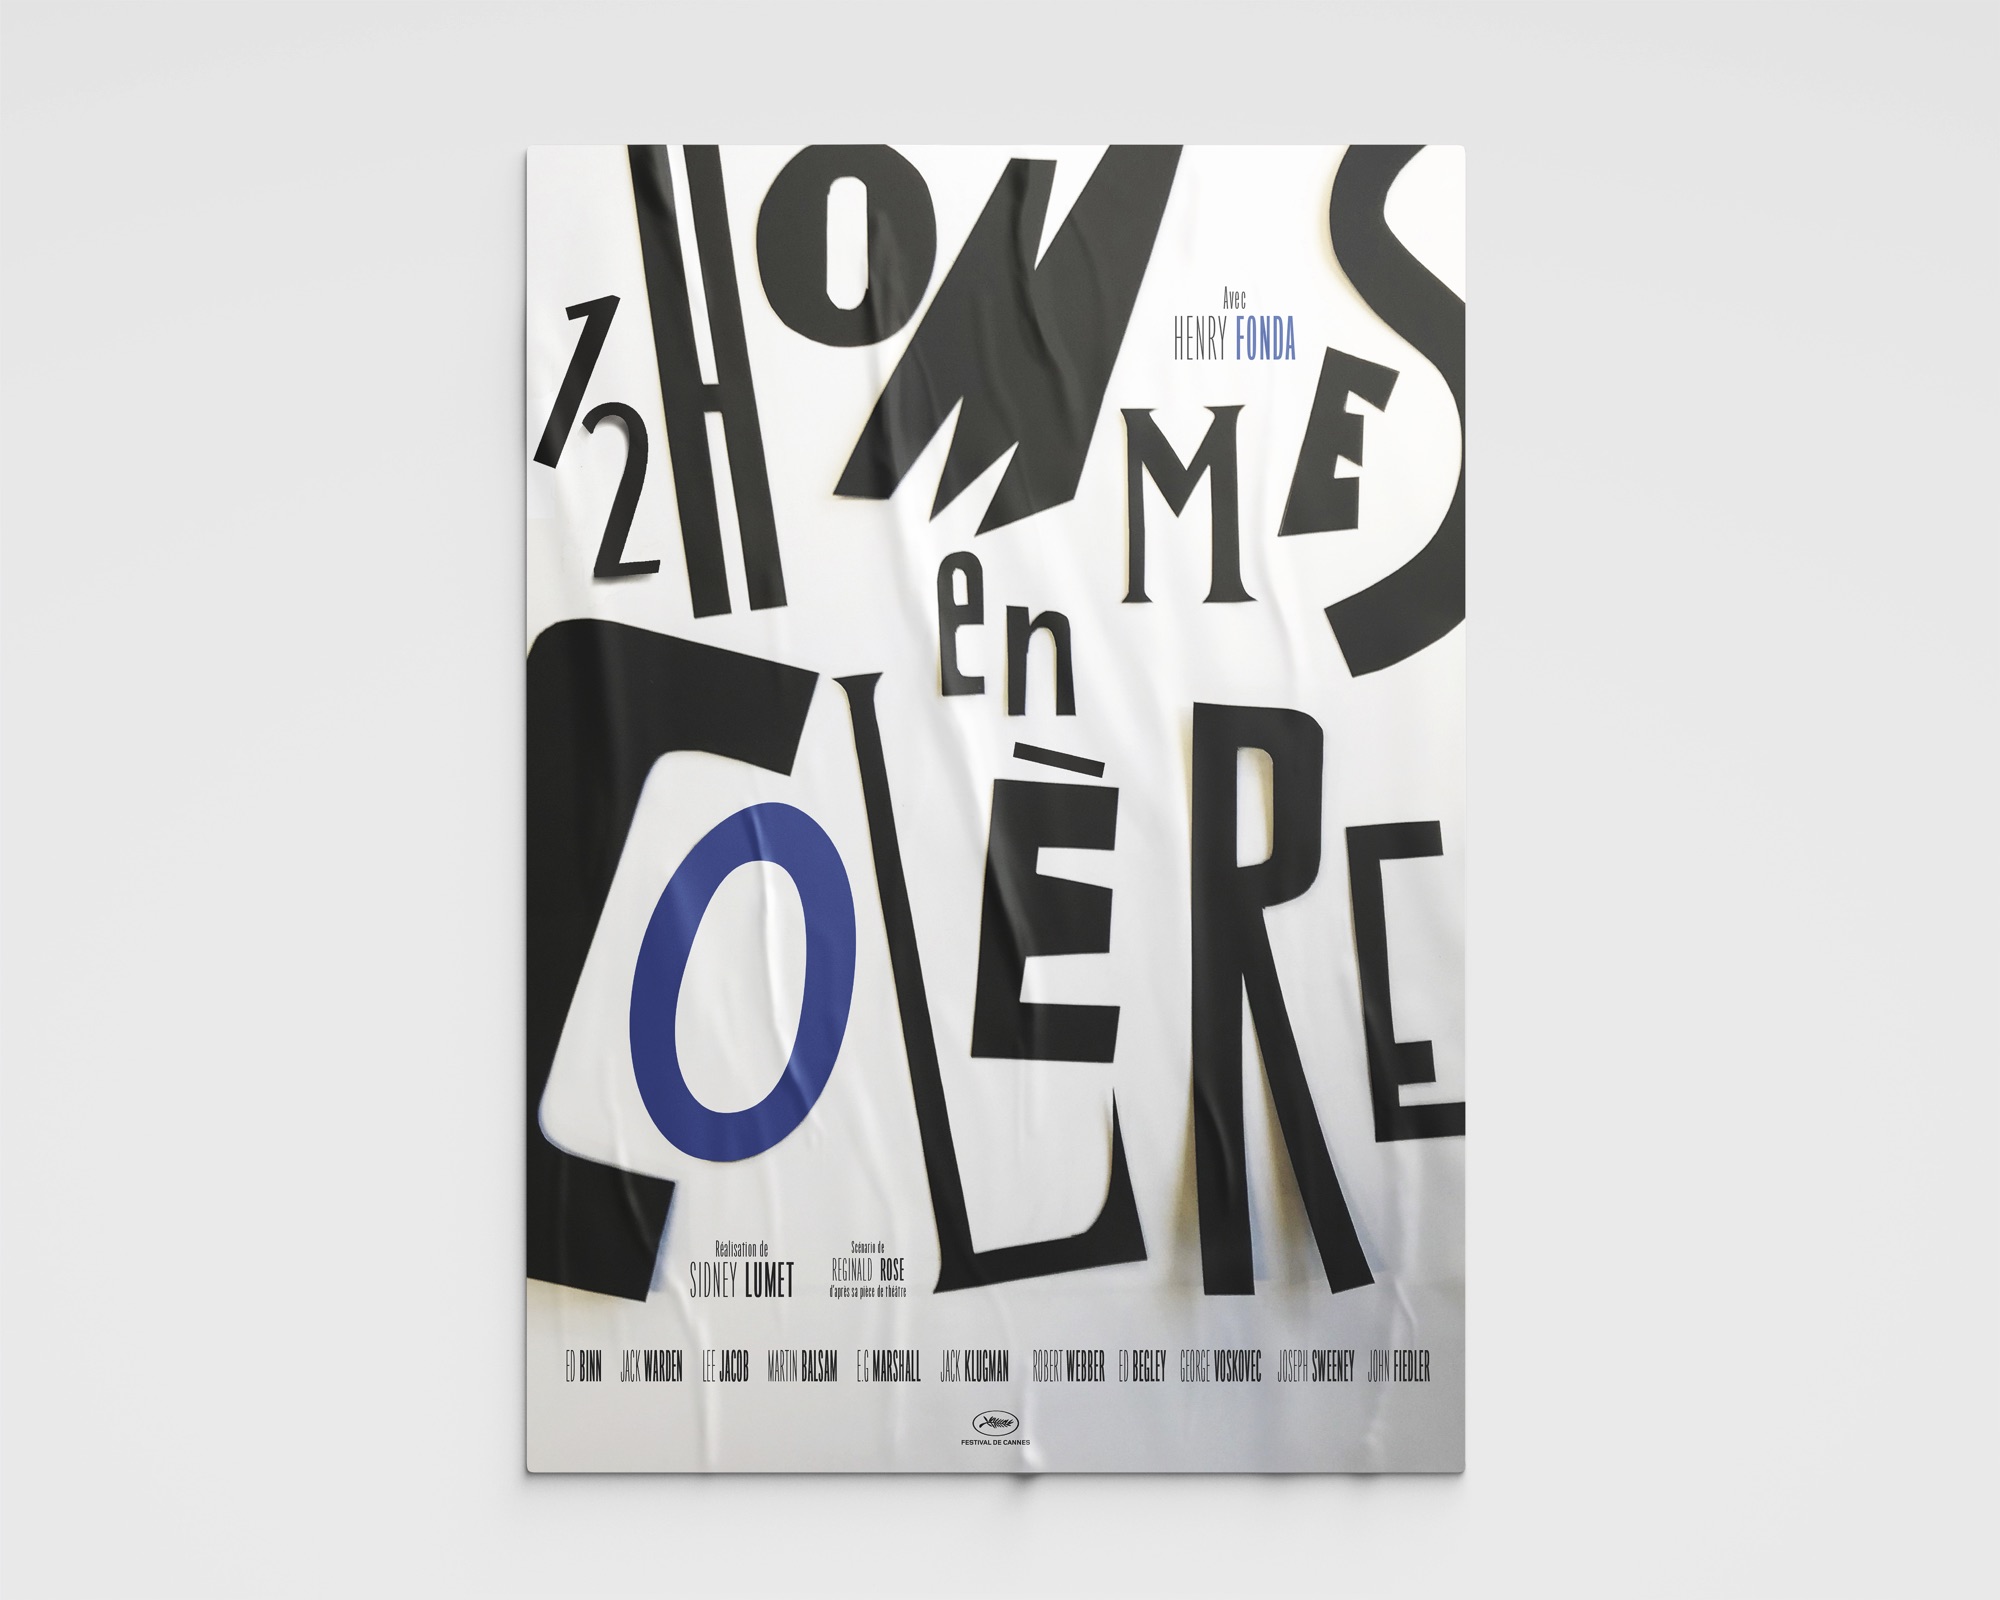 12 HOMMES
en
COLÈRE
Avec
HENRY FONDA
Réalisation de
SIDNEY LUMET
Scénario de
REGINALD ROSE
d'après sa pièce de théâtre
ED BINN JACK WARDEN LEE JACOB MARTIN BALSAM E.G MARSHALL JACK KLUGMAN ROBERT WEBBER ED BEGLEY GEORGE VOSKOVEC JOSEPH SWEENEY JOHN FIEDLER
FESTIVAL DE CANNES